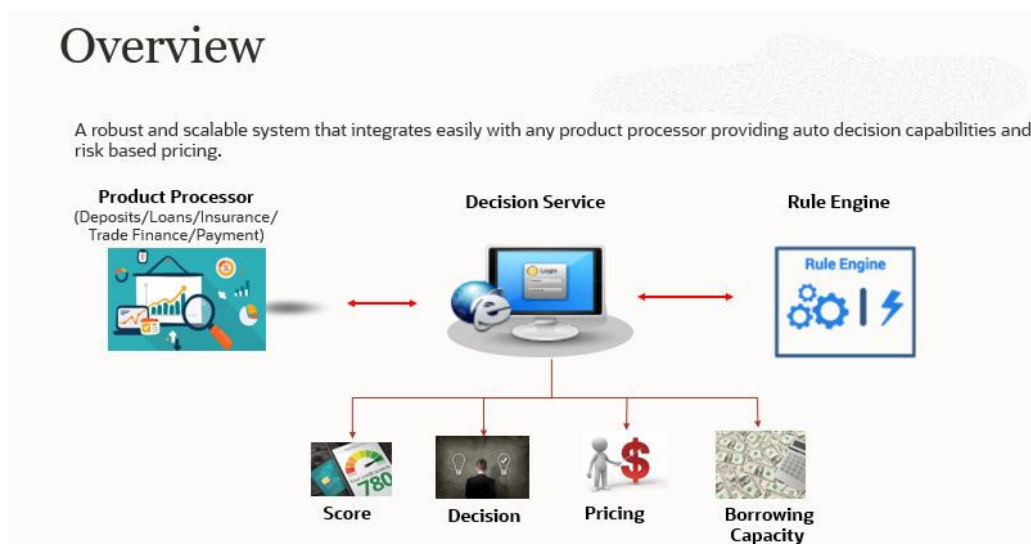 Overview
A robust and scalable system that integrates easily with any product processor providing auto decision capabilities and
risk based pricing.
Product Processor
(Deposits/Loans/Insurance/
Trade Finance/Payment)
Decision Service
Rule Engine
Login
Rule Engine
780
Score
Decision
Pricing
Borrowing
Capacity